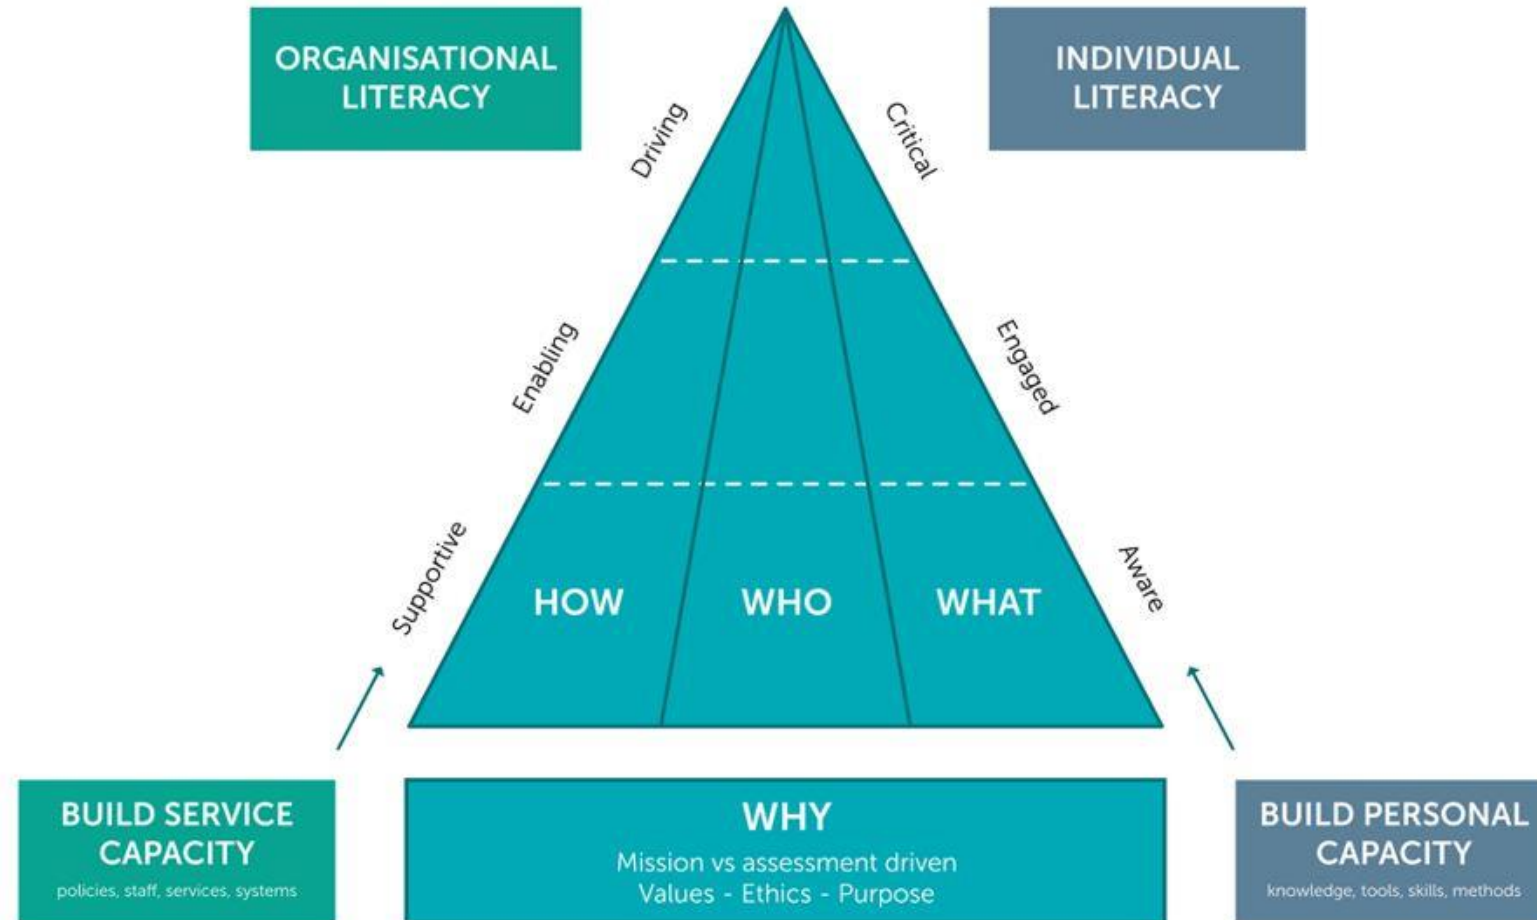 ORGANISATIONAL
LITERACY
INDIVIDUAL
LITERACY
Driving
Critical
Enabling
Engaged
Supportive
Aware
HOW
WHO
WHAT
BUILD SERVICE
CAPACITY
policies, staff, services, systems
WHY
Mission vs assessment driven
Values - Ethics - Purpose
BUILD PERSONAL
CAPACITY
knowledge, tools, skills, methods